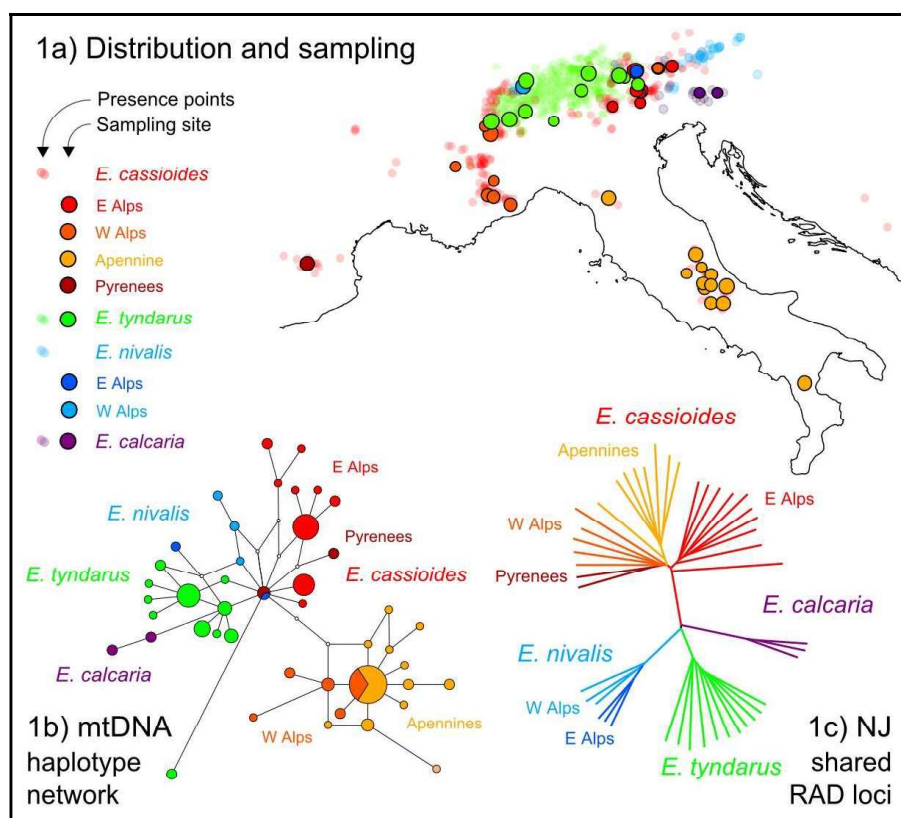 1a) Distribution and sampling
Presence points
Sampling site
E. cassioides
E Alps
W Alps
Apennine
Pyrenees
E. tyndarus
E. nivalis
E Alps
W Alps
E. calcaria
E Alps
E. nivalis
Pyrenees
E. tyndarus
E. cassioides
E. calcaria
W Alps
Apennines
1b) mtDNA
haplotype
network
E. cassioides
Apennines
E Alps
W Alps
Pyrenees
E. calcaria
E. nivalis
W Alps
E Alps
E. tyndarus
1c) NJ
shared
RAD loci